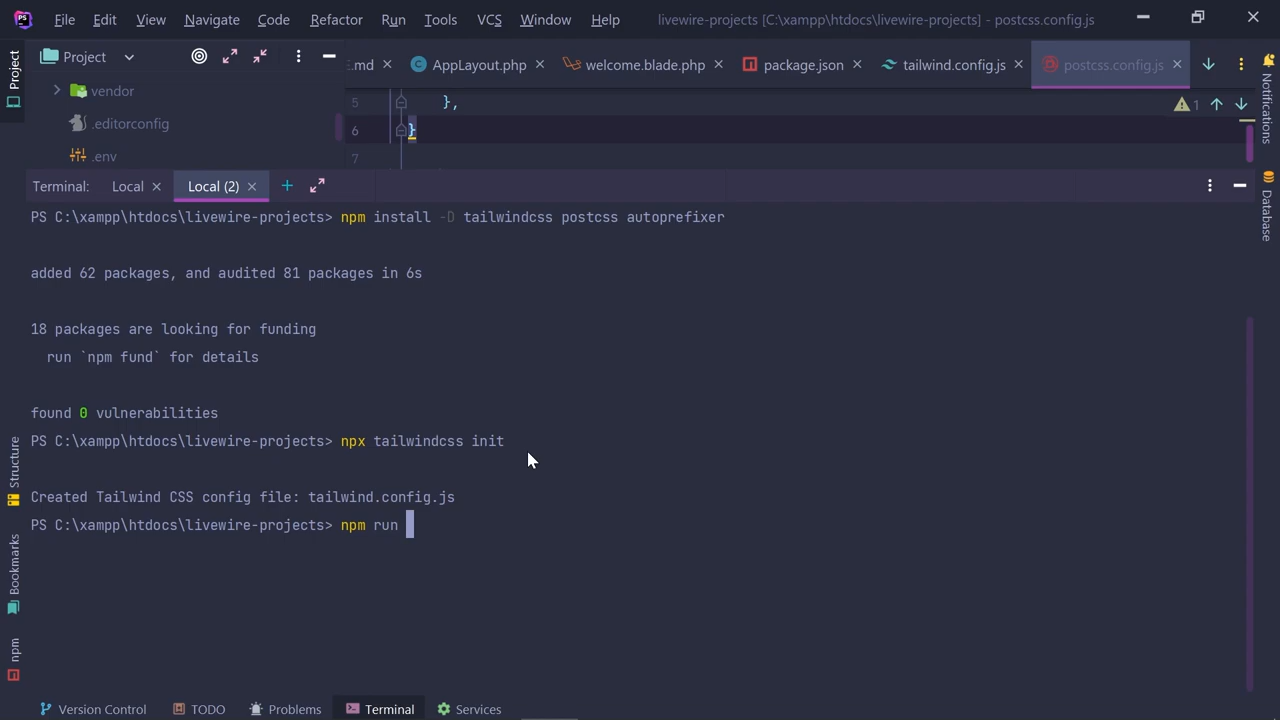 PS File Edit View Navigate Code Refactor Run Tools VCS Window Help livewire-projects [C:\xampp\htdocs\livewire-projects] - postcss.config.js
Project
Project
E.md AppLayout.php welcome.blade.php package.json tailwind.config.js postcss.config.js
vendor
.editorconfig
.env
5 },
6 }
7
1
Notifications
Database
Terminal: Local Local (2)
PS C:\xampp\htdocs\livewire-projects> npm install -D tailwindcss postcss autoprefixer
added 62 packages, and audited 81 packages in 6s
18 packages are looking for funding
run `npm fund` for details
found 0 vulnerabilities
PS C:\xampp\htdocs\livewire-projects> npx tailwindcss init
Created Tailwind CSS config file: tailwind.config.js
PS C:\xampp\htdocs\livewire-projects> npm run
Structure
Bookmarks
npm
Version Control TODO Problems Terminal Services